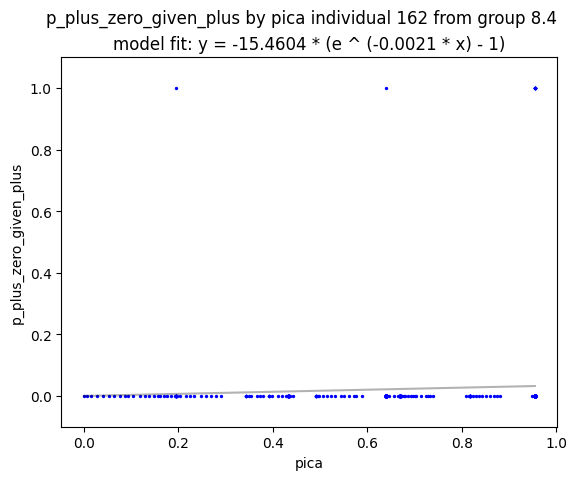 p_plus_zero_given_plus by pica individual 162 from group 8.4
model fit: y = -15.4604 * (e ^ (-0.0021 * x) - 1)
1.0
0.8
0.6
0.4
0.2
0.0
p_plus_zero_given_plus
0.0 0.2 0.4 0.6 0.8 1.0
pica